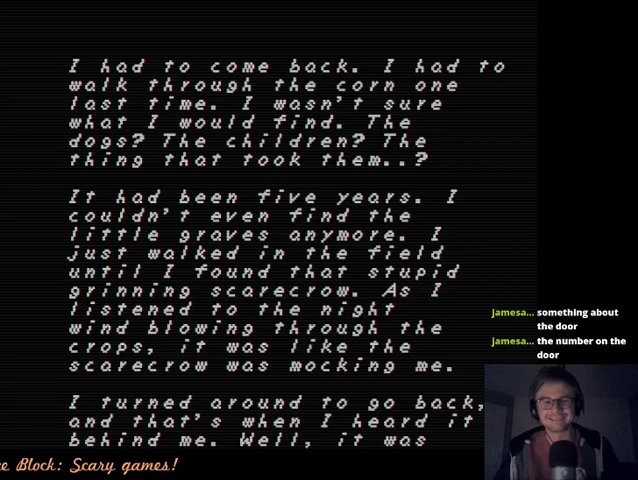 I had to come back. I had to
walk through the corn one
last time. I wasn't sure
what I would find. The
dogs? The children? The
thing that took them..?
It had been five years. I
couldn't even find the
little graves anymore. I
just walked in the field
until I found that stupid
grinning scarecrow. As I
listened to the night
wind blowing through the
crops, it was like the
scarecrow was mocking me.
I turned around to go back,
and that's when I heard it
behind me. Well, it was
jamesa... something about
the door
jamesa... the number on the
door
e Block: Scary games!